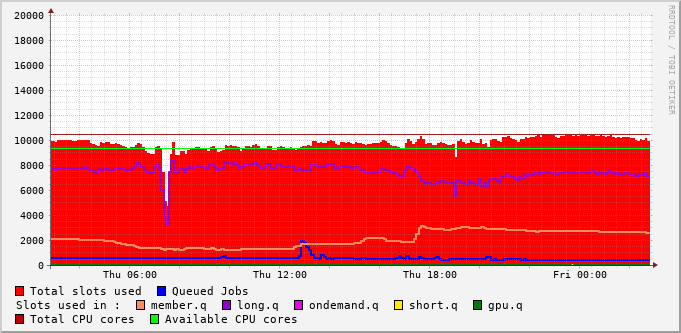 RRDTOOL / TOBI OETIKER
20000
18000
16000
14000
12000
10000
8000
6000
4000
2000
0
Thu 06:00 Thu 12:00 Thu 18:00 Fri 00:00
Total slots used Queued Jobs
Slots used in : member.q long.q ondemand.q short.q gpu.q
Total CPU cores Available CPU cores